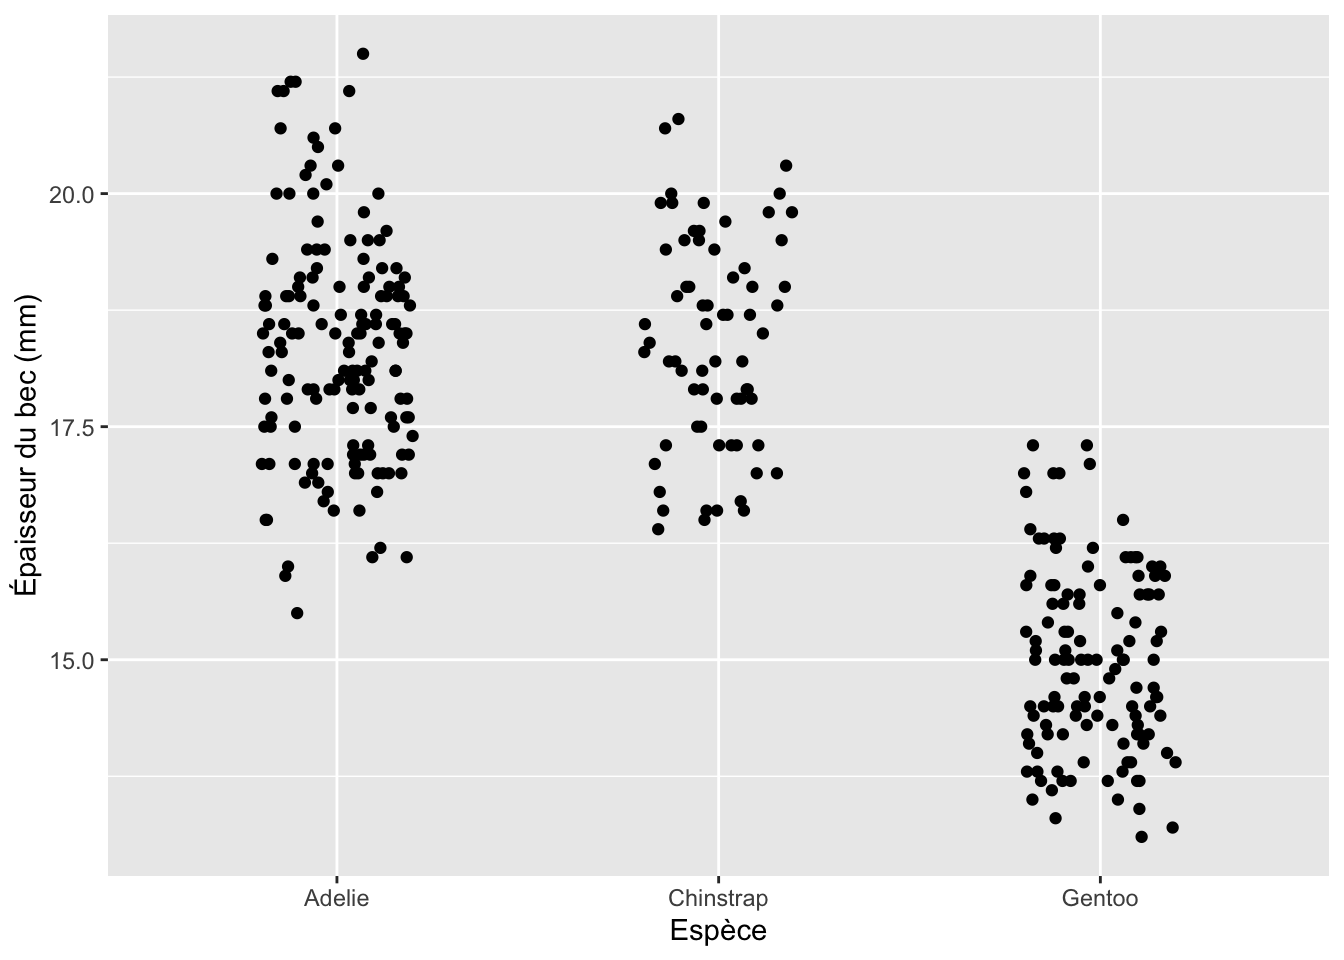 Épaisseur du bec (mm)
20.0
17.5
15.0
Adelie Chinstrap Gentoo
Espèce